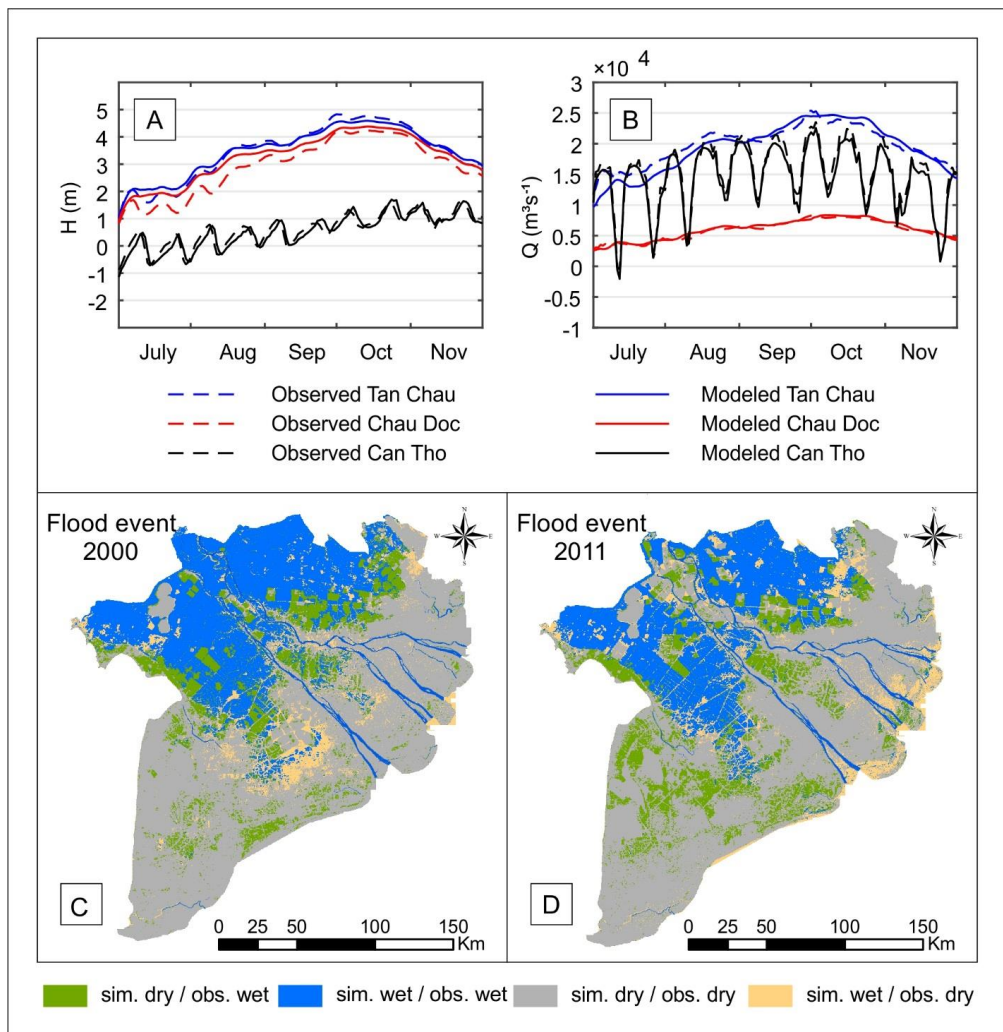 A
H (m)
5
4
3
2
1
0
-1
-2
July Aug Sep Oct Nov
B
×10 4
Q (m³s⁻¹)
3
2.5
2
1.5
1
0.5
0
-0.5
-1
July Aug Sep Oct Nov
Observed Tan Chau
Observed Chau Doc
Observed Can Tho
Modeled Tan Chau
Modeled Chau Doc
Modeled Can Tho
Flood event
2000
N
W E
S
C
0 25 50 100 150
Km
Flood event
2011
N
W E
S
D
0 25 50 100 150
Km
sim. dry / obs. wet sim. wet / obs. wet sim. dry / obs. dry sim. wet / obs. dry